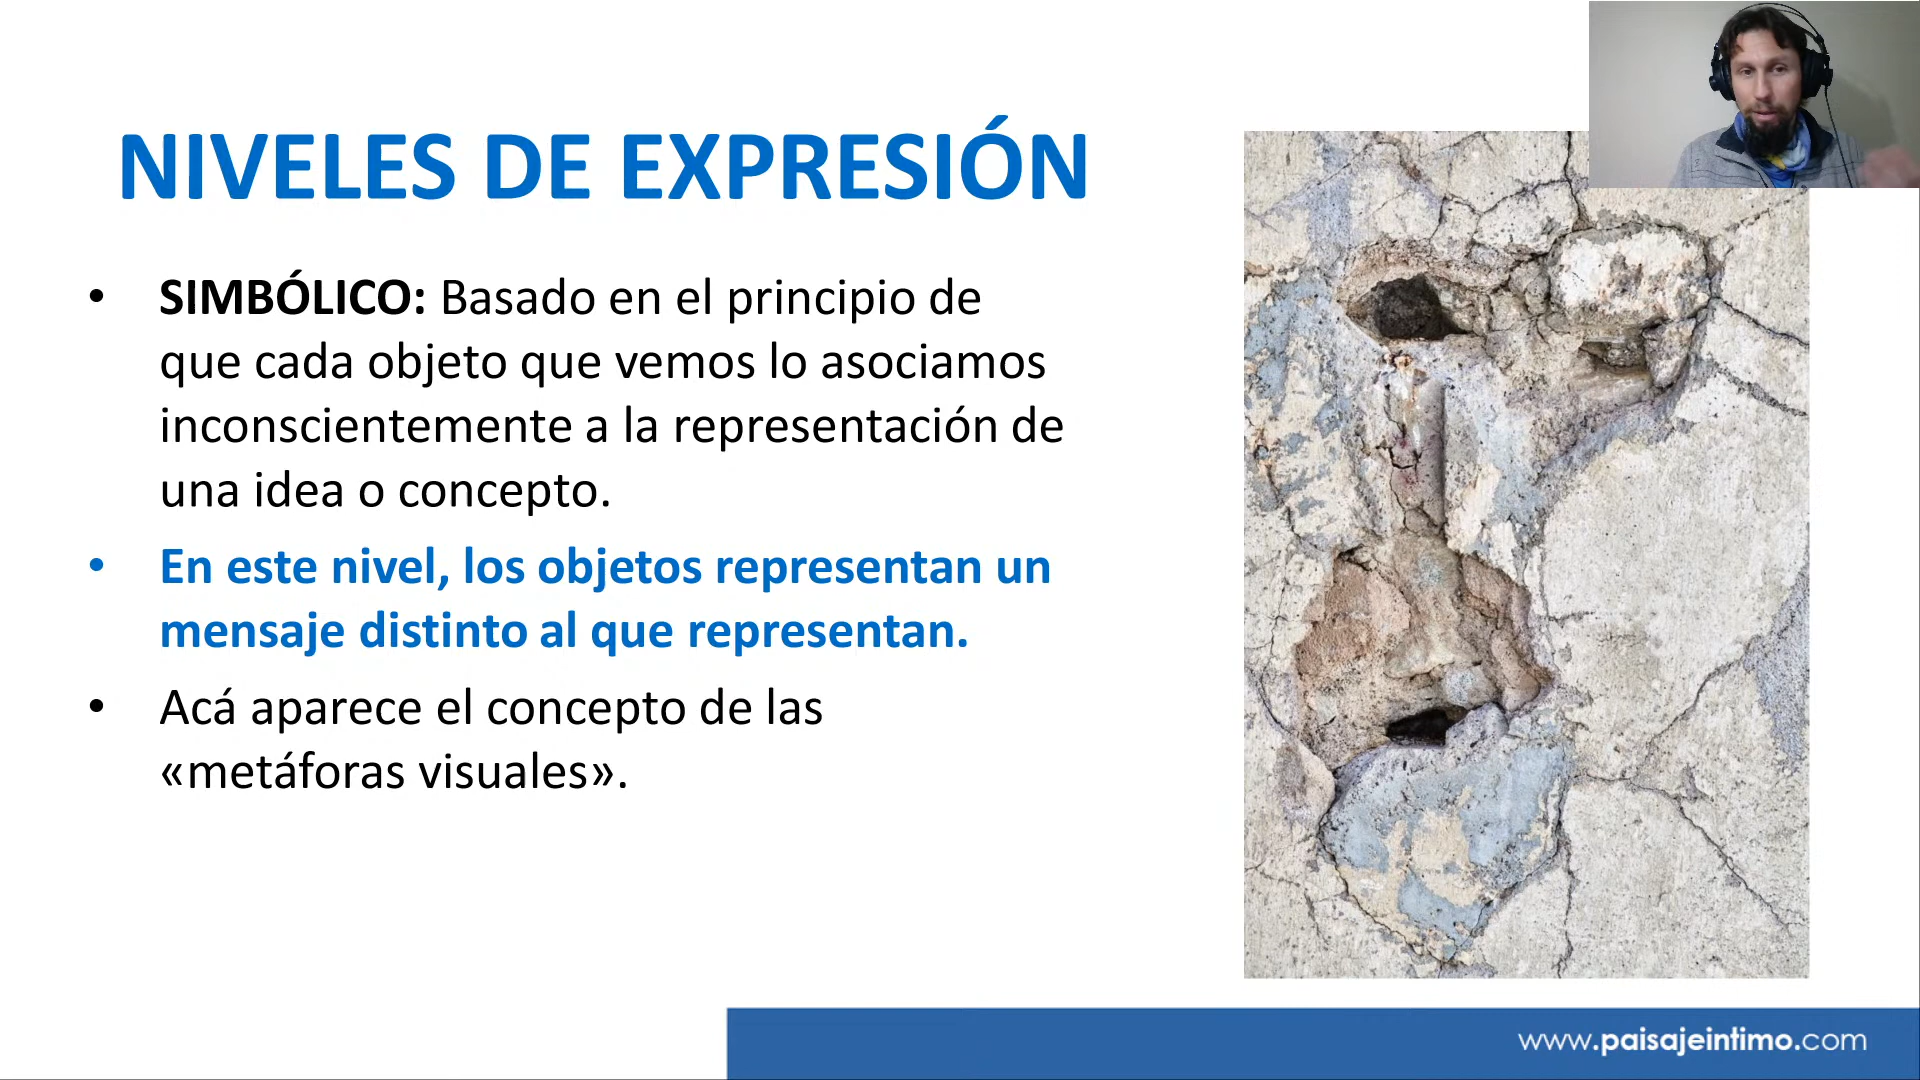 NIVELES DE EXPRESIÓN
• SIMBÓLICO: Basado en el principio de
que cada objeto que vemos lo asociamos
inconscientemente a la representación de
una idea o concepto.
• En este nivel, los objetos representan un
mensaje distinto al que representan.
• Acá aparece el concepto de las
«metáforas visuales».
www.paisajeintimo.com